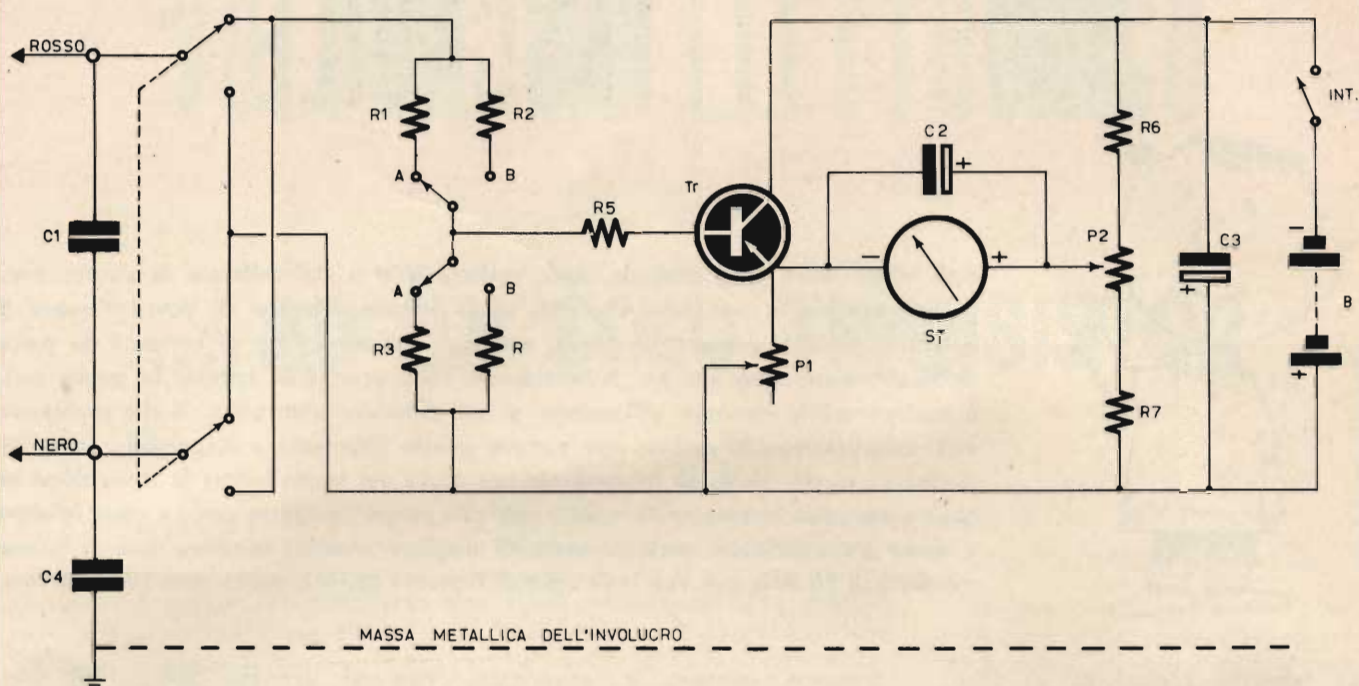 ROSSO
R1
R2
A
B
C1
R5
Tr
C2
+
-
+
ST
R6
P2
C3
+
INT.
-
B
+
A
B
R3
R
P1
R7
NERO
C4
MASSA METALLICA DELL'INVOLUCRO